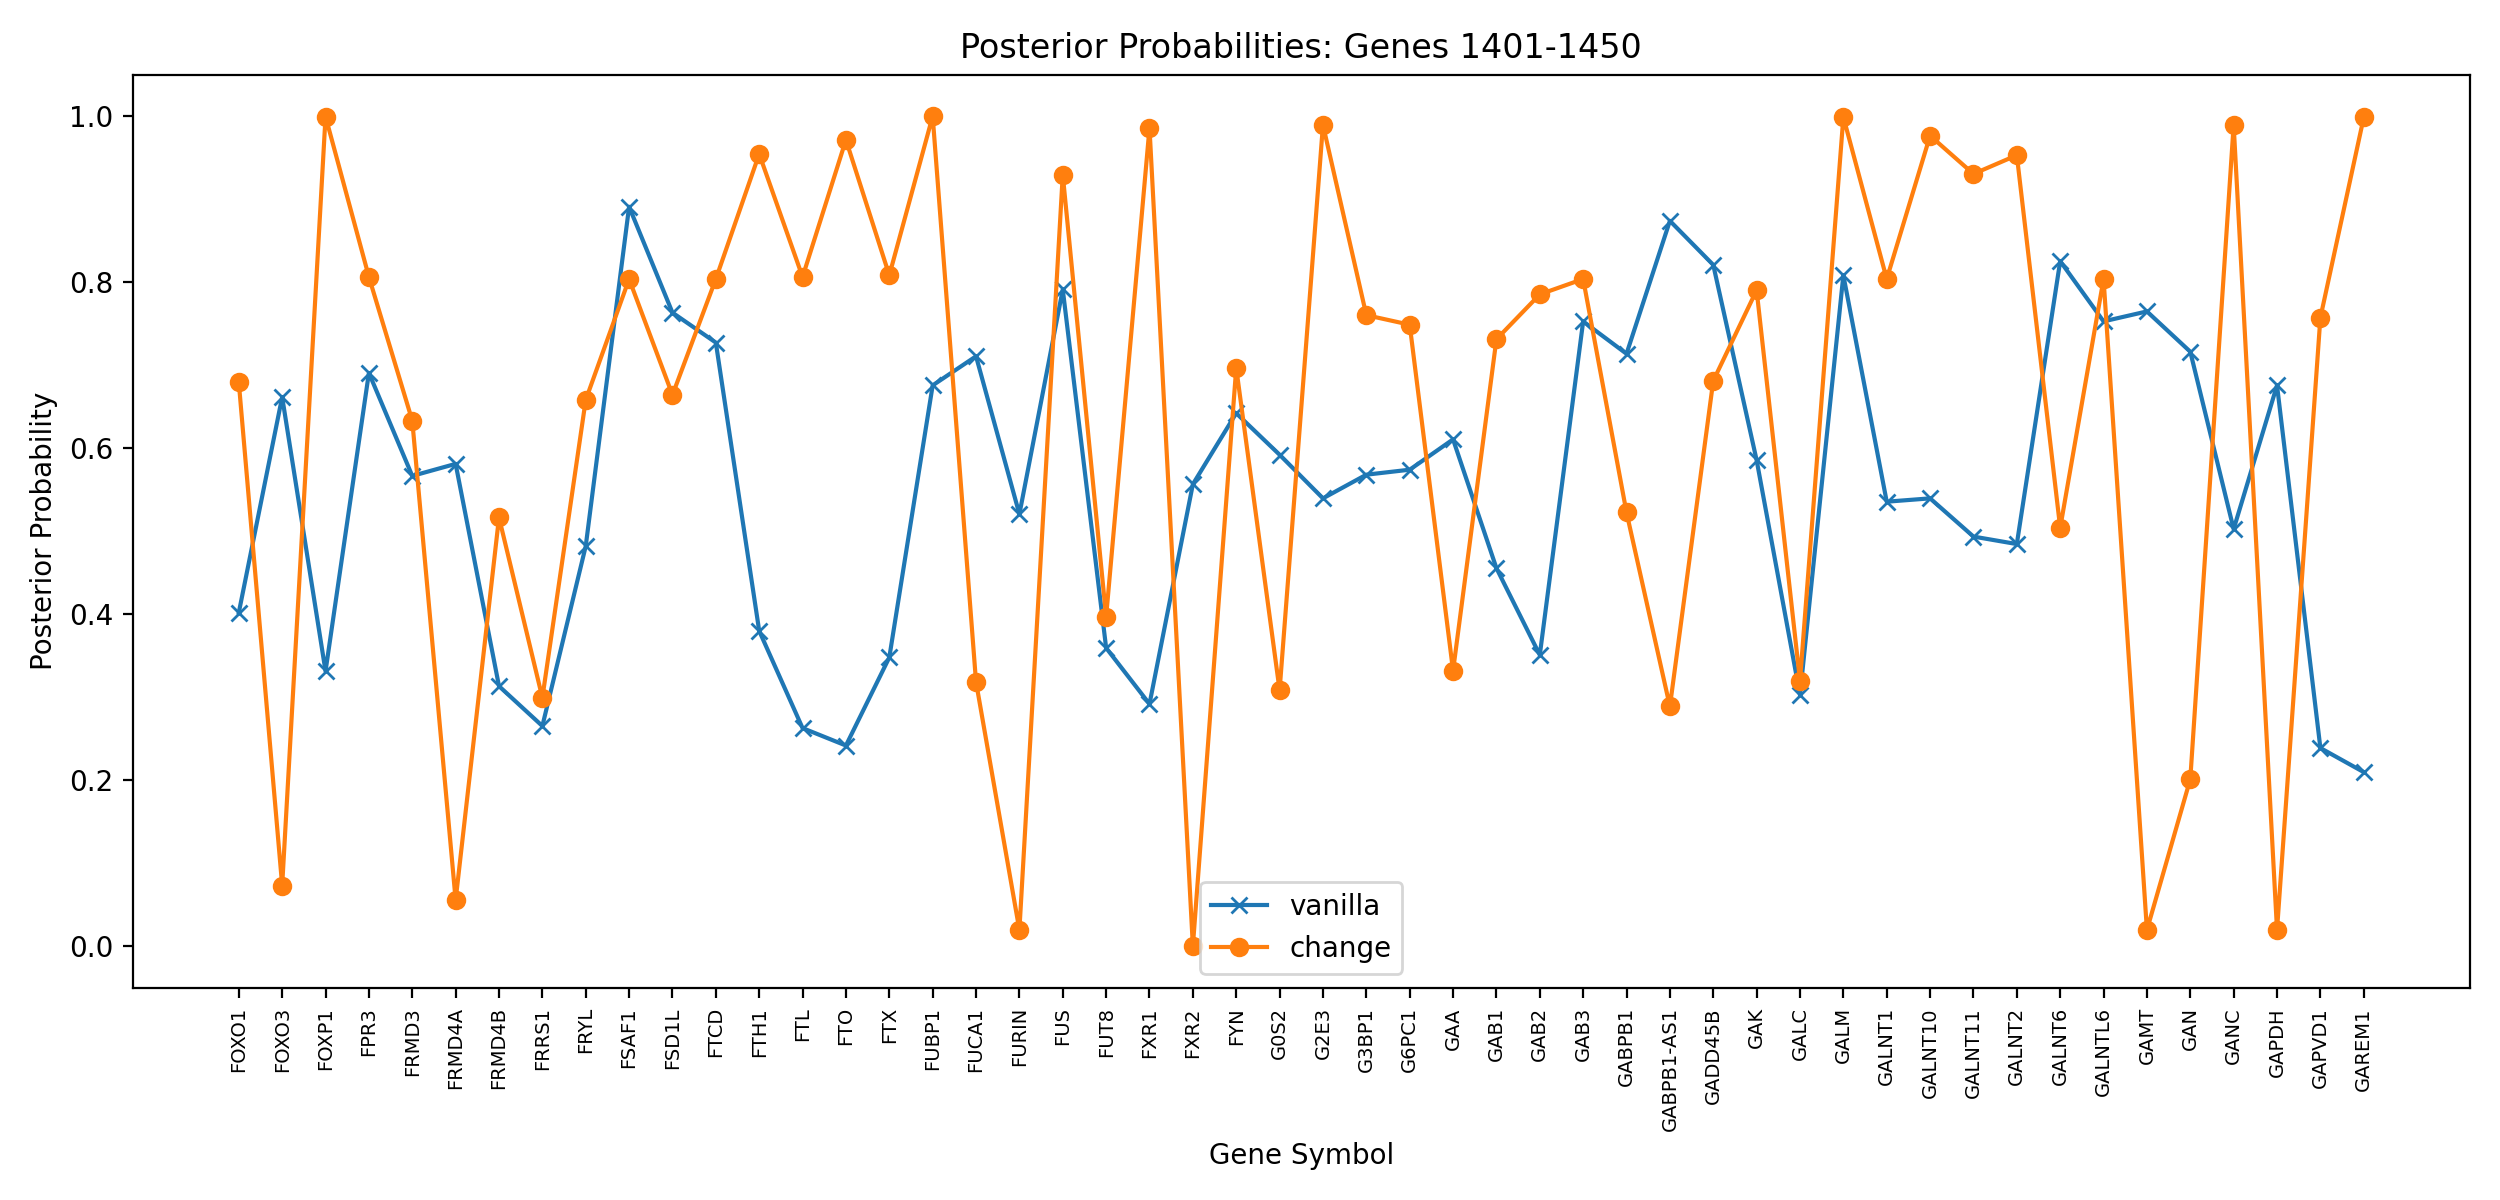 Posterior Probabilities: Genes 1401-1450
Posterior Probability
1.0
0.8
0.6
0.4
0.2
0.0
vanilla
change
FOXO1
FOXO3
FOXP1
FPR3
FRMD3
FRMD4A
FRMD4B
FRRS1
FRYL
FSAF1
FSD1L
FTCD
FTH1
FTL
FTO
FTX
FUBP1
FUCA1
FURIN
FUS
FUT8
FXR1
FXR2
FYN
G0S2
G2E3
G3BP1
G6PC1
GAA
GAB1
GAB2
GAB3
GABPB1
GABPB1-AS1
GADD45B
GAK
GALC
GALM
GALNT1
GALNT10
GALNT11
GALNT2
GALNT6
GALNTL6
GAMT
GAN
GANC
GAPDH
GAPVD1
GAREM1
Gene Symbol